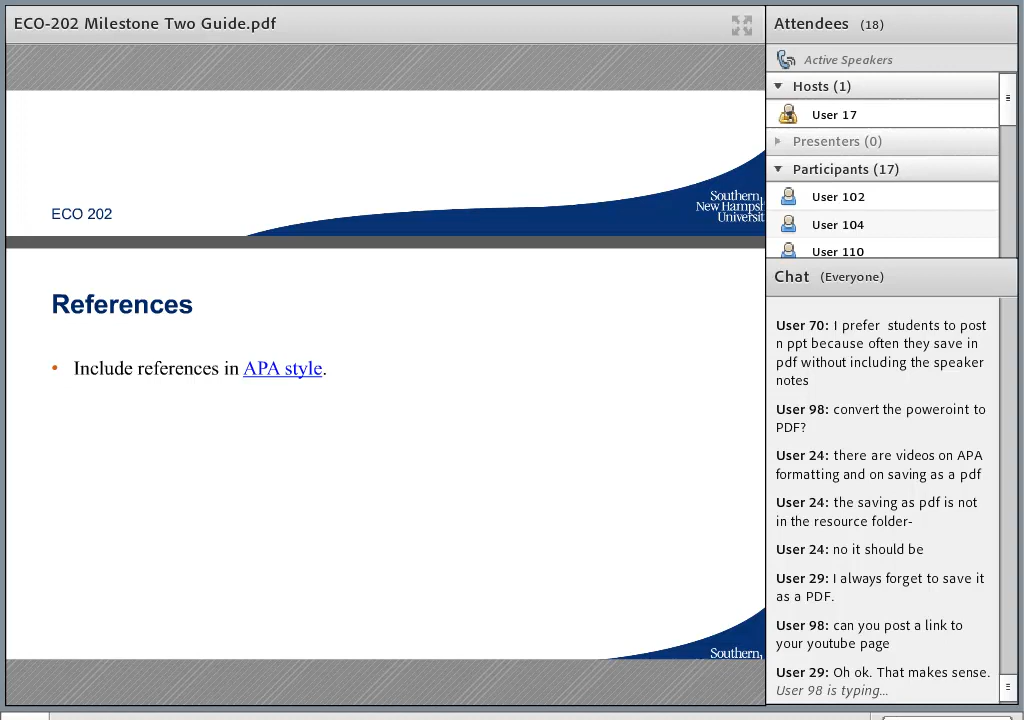 ECO-202 Milestone Two Guide.pdf
ECO 202
Southern
New Hampsh
Universit
References
• Include references in APA style.
Southern
Attendees (18)
Active Speakers
Hosts (1)
User 17
Presenters (0)
Participants (17)
User 102
User 104
User 110
Chat (Everyone)
User 70: I prefer students to post
n ppt because often they save in
pdf without including the speaker
notes
User 98: convert the poweroint to
PDF?
User 24: there are videos on APA
formatting and on saving as a pdf
User 24: the saving as pdf is not
in the resource folder-
User 24: no it should be
User 29: I always forget to save it
as a PDF.
User 98: can you post a link to
your youtube page
User 29: Oh ok. That makes sense.
User 98 is typing...